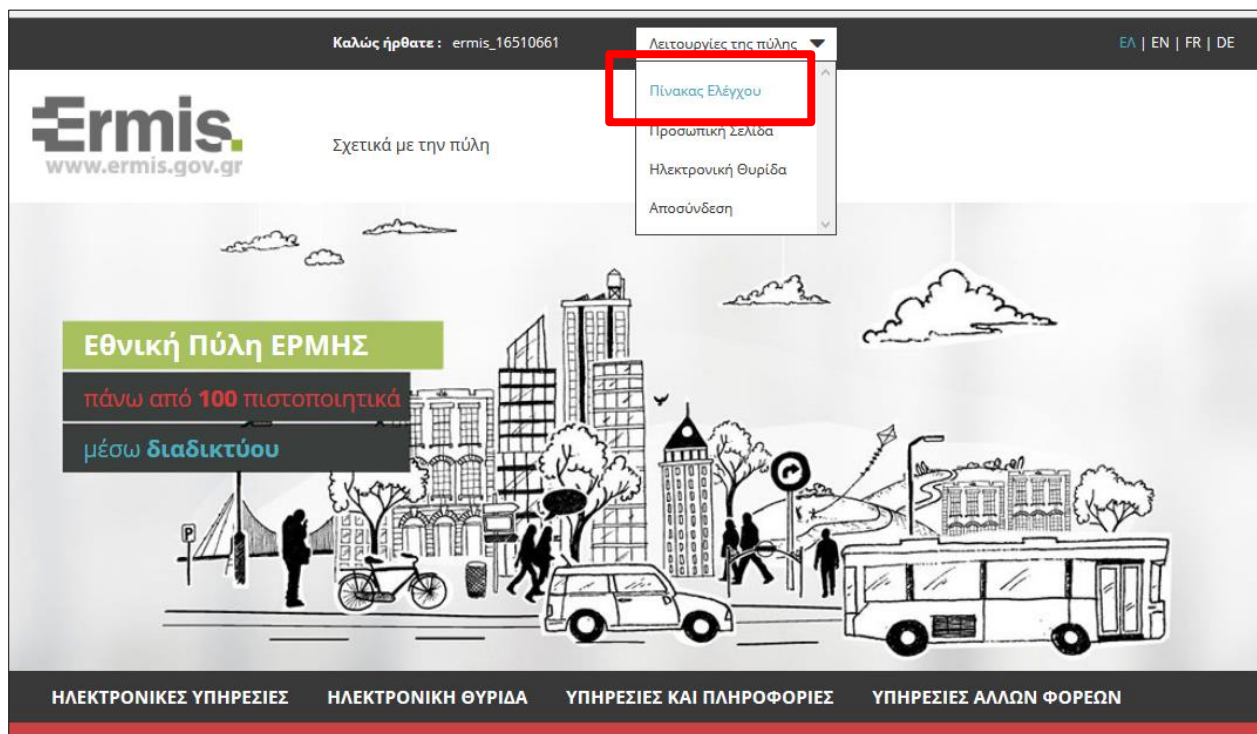 Καλώς ήρθατε : ermis_16510661
Λειτουργίες της πύλης
ΕΛ | EN | FR | DE
Πίνακας Ελέγχου
Προσωπική Σελίδα
Ηλεκτρονική Θυρίδα
Αποσύνδεση
Ermis.
www.ermis.gov.gr
Σχετικά με την πύλη
Εθνική Πύλη ΕΡΜΗΣ
πάνω από 100 πιστοποιητικά
μέσω διαδικτύου
P
ΗΛΕΚΤΡΟΝΙΚΕΣ ΥΠΗΡΕΣΙΕΣ ΗΛΕΚΤΡΟΝΙΚΗ ΘΥΡΙΔΑ ΥΠΗΡΕΣΙΕΣ ΚΑΙ ΠΛΗΡΟΦΟΡΙΕΣ ΥΠΗΡΕΣΙΕΣ ΑΛΛΩΝ ΦΟΡΕΩΝ